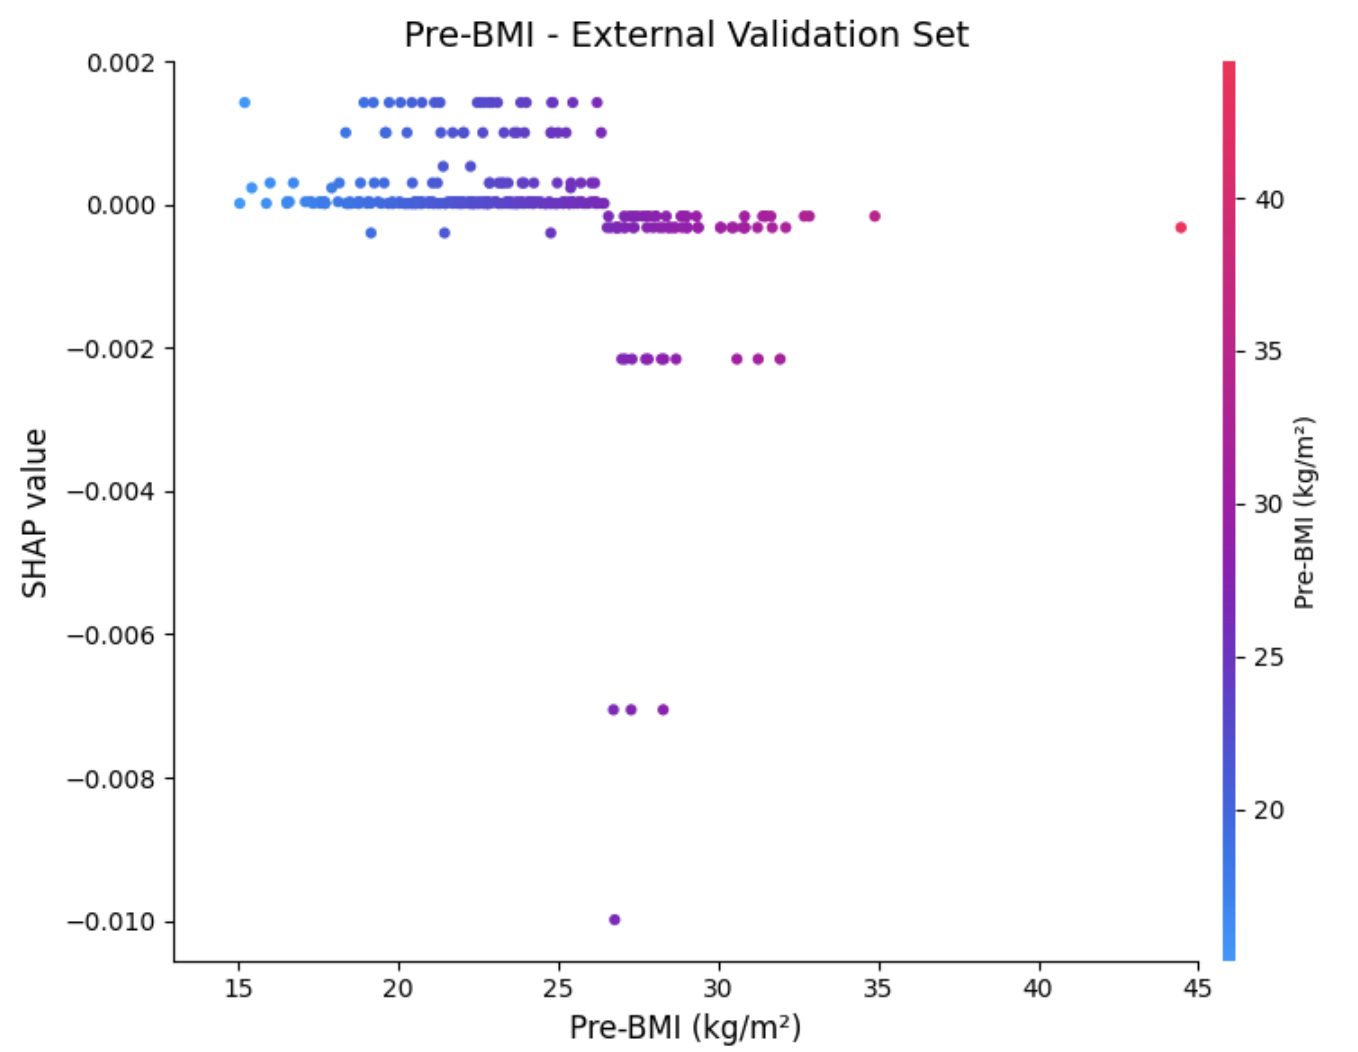 Pre-BMI - External Validation Set
0.002
0.000
−0.002
−0.004
−0.006
−0.008
−0.010
SHAP value
15 20 25 30 35 40 45
Pre-BMI (kg/m²)
40
35
30
25
20
Pre-BMI (kg/m²)